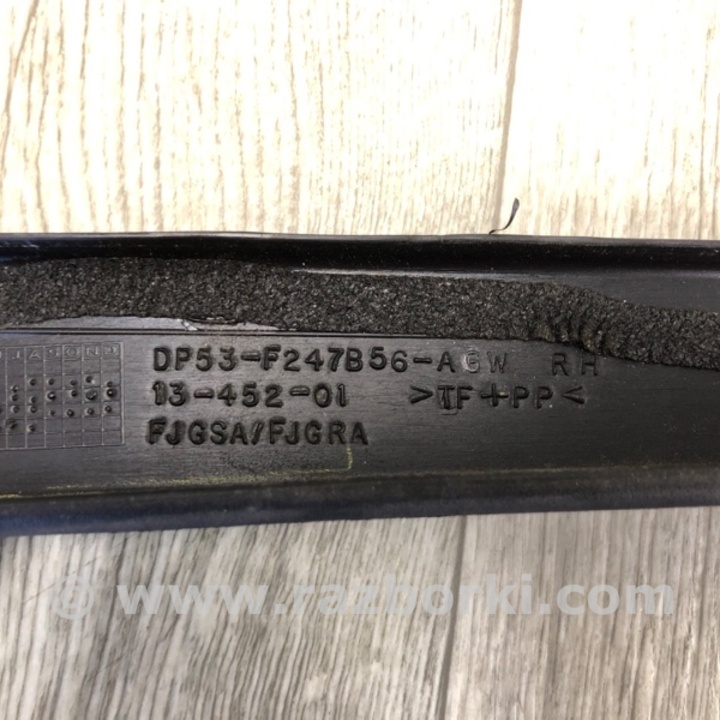 DP53-F247B56-AGW RH
13-452-01 >TF+PP<
FJGSA/FJGRA
© www.razborki.com